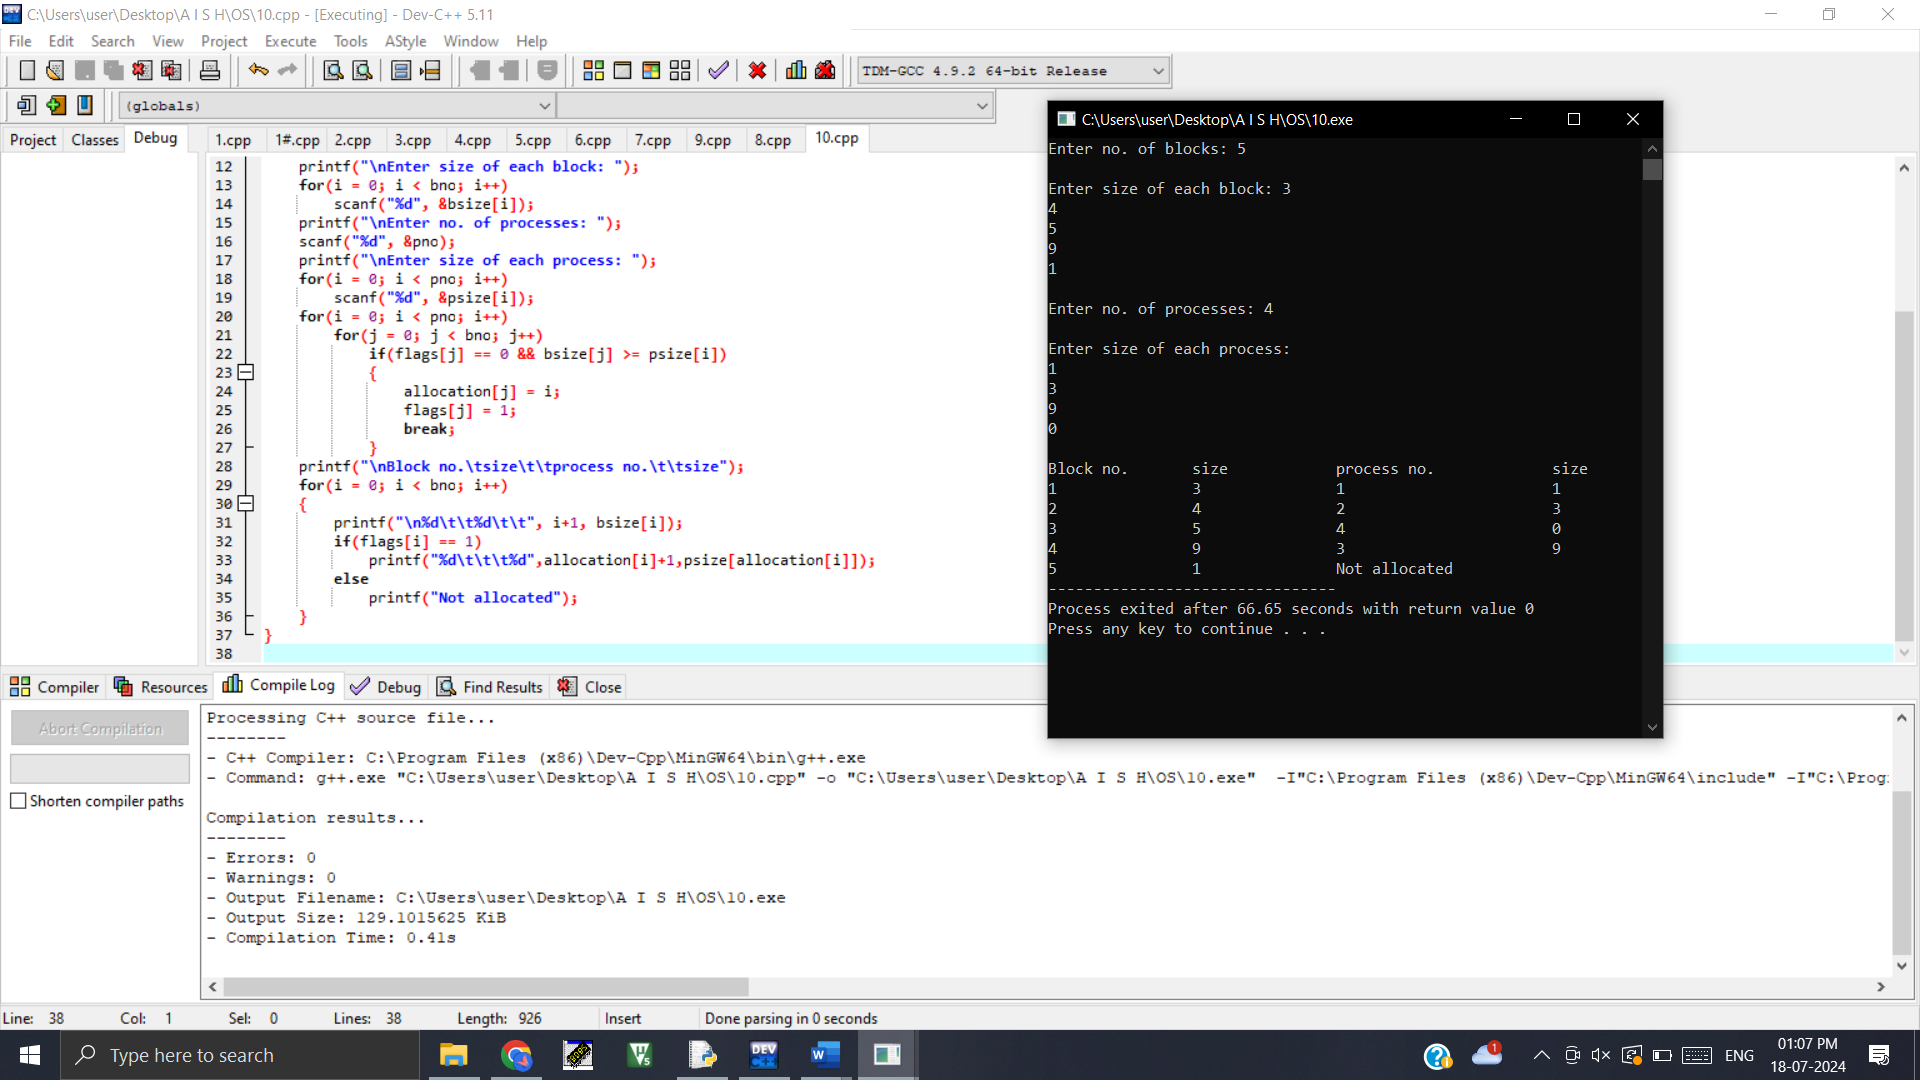 C:\Users\user\Desktop\A I S H\OS\10.cpp - [Executing] - Dev-C++ 5.11
File Edit Search View Project Execute Tools AStyle Window Help
TDM-GCC 4.9.2 64-bit Release
(globals)
Project Classes Debug
1.cpp 1#.cpp 2.cpp 3.cpp 4.cpp 5.cpp 6.cpp 7.cpp 9.cpp 8.cpp 10.cpp
12 printf("\nEnter size of each block: ");
13 for(i = 0; i < bno; i++)
14 scanf("%d", &bsize[i]);
15 printf("\nEnter no. of processes: ");
16 scanf("%d", &pno);
17 printf("\nEnter size of each process: ");
18 for(i = 0; i < pno; i++)
19 scanf("%d", &psize[i]);
20 for(i = 0; i < pno; i++)
21 for(j = 0; j < bno; j++)
22 if(flags[j] == 0 && bsize[j] >= psize[i])
23 {
24 allocation[j] = i;
25 flags[j] = 1;
26 break;
27 }
28 printf("\nBlock no.\tsize\t\tprocess no.\t\tsize");
29 for(i = 0; i < bno; i++)
30 {
31 printf("\n%d\t\t%d\t\t", i+1, bsize[i]);
32 if(flags[i] == 1)
33 printf("%d\t\t\t%d",allocation[i]+1,psize[allocation[i]]);
34 else
35 printf("Not allocated");
36 }
37 }
38
C:\Users\user\Desktop\A I S H\OS\10.exe
Enter no. of blocks: 5
Enter size of each block: 3
4
5
9
1
Enter no. of processes: 4
Enter size of each process:
1
3
9
0
Block no. size process no. size
1 3 1 1
2 4 2 3
3 5 4 0
4 9 3 9
5 1 Not allocated
--------------------------------
Process exited after 66.65 seconds with return value 0
Press any key to continue . . .
Compiler Resources Compile Log Debug Find Results Close
Abort Compilation
Shorten compiler paths
Processing C++ source file...
--------
- C++ Compiler: C:\Program Files (x86)\Dev-Cpp\MinGW64\bin\g++.exe
- Command: g++.exe "C:\Users\user\Desktop\A I S H\OS\10.cpp" -o "C:\Users\user\Desktop\A I S H\OS\10.exe" -I"C:\Program Files (x86)\Dev-Cpp\MinGW64\include" -I"C:\Prog
Compilation results...
--------
- Errors: 0
- Warnings: 0
- Output Filename: C:\Users\user\Desktop\A I S H\OS\10.exe
- Output Size: 129.1015625 KiB
- Compilation Time: 0.41s
Line: 38 Col: 1 Sel: 0 Lines: 38 Length: 926 Insert Done parsing in 0 seconds
Type here to search
DEV
1
ENG
01:07 PM
18-07-2024